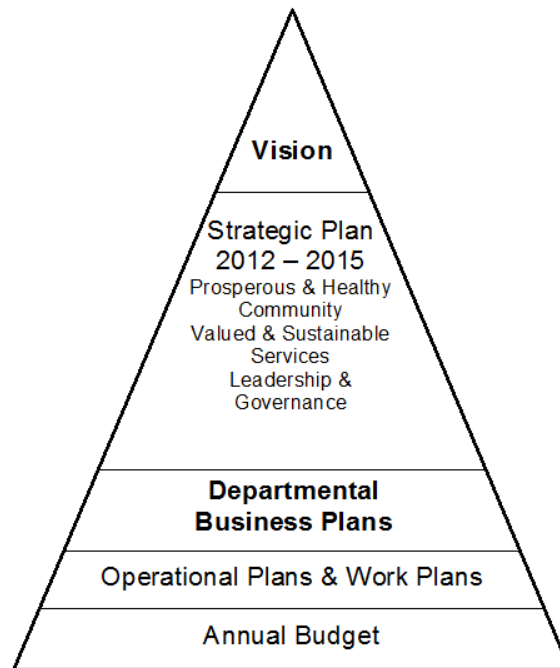 Vision
Strategic Plan
2012 – 2015
Prosperous & Healthy
Community
Valued & Sustainable
Services
Leadership &
Governance
Departmental
Business Plans
Operational Plans & Work Plans
Annual Budget